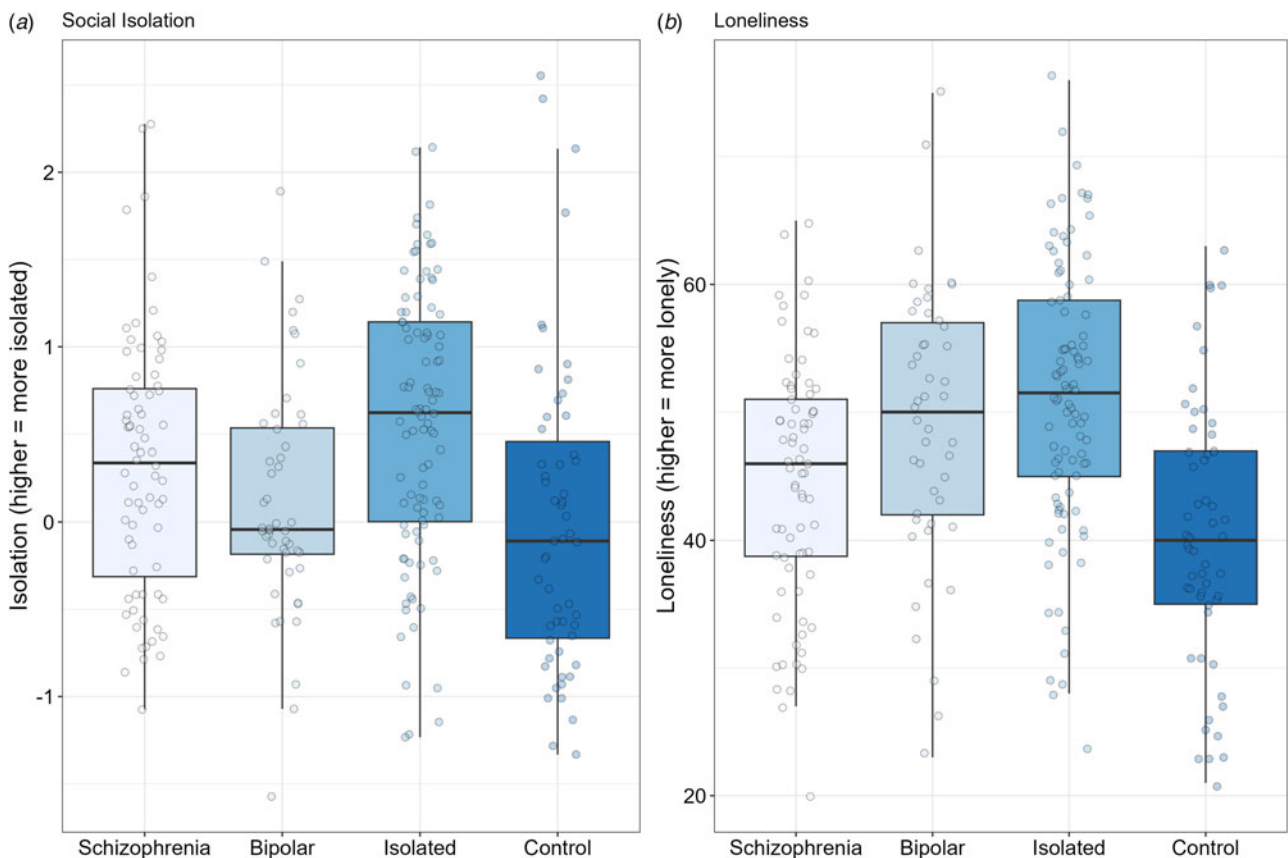 (a) Social Isolation
Isolation (higher = more isolated)
2
1
0
-1
Schizophrenia Bipolar Isolated Control
(b) Loneliness
Loneliness (higher = more lonely)
60
40
20
Schizophrenia Bipolar Isolated Control